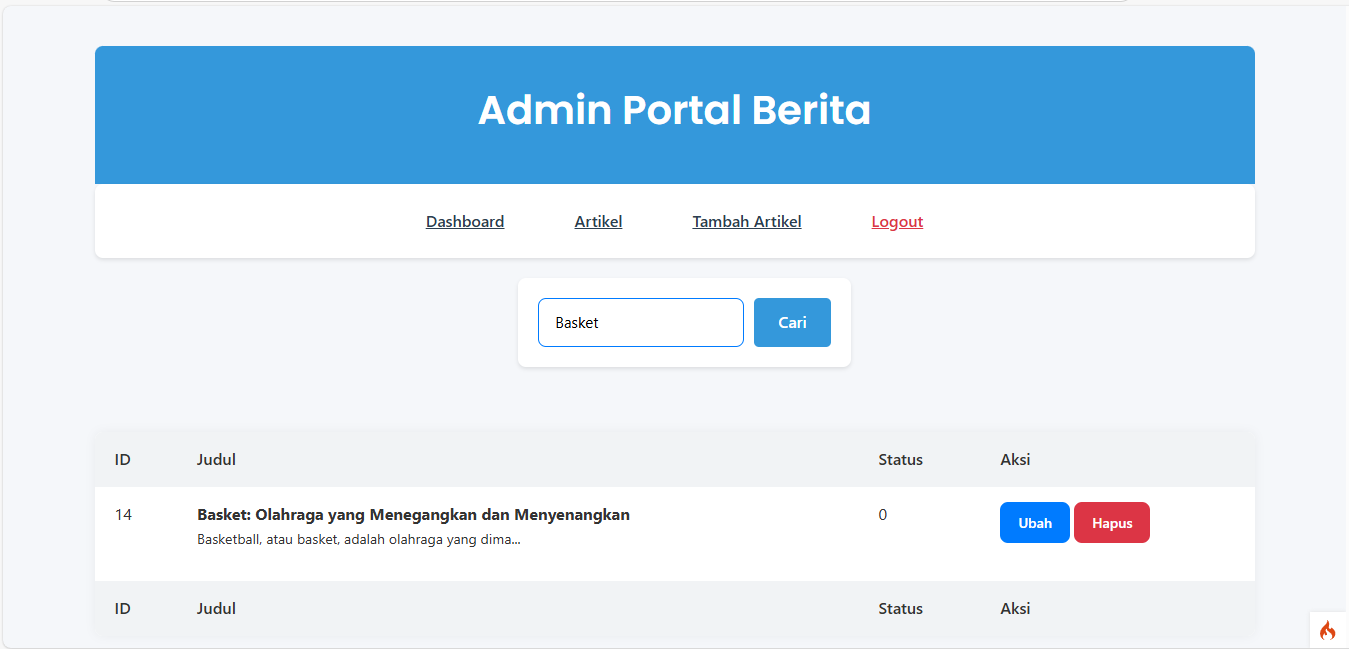 Admin Portal Berita
Dashboard Artikel Tambah Artikel Logout
Basket Cari
ID Judul Status Aksi
14 Basket: Olahraga yang Menegangkan dan Menyenangkan 0 Ubah Hapus
Basketball, atau basket, adalah olahraga yang dima...
ID Judul Status Aksi